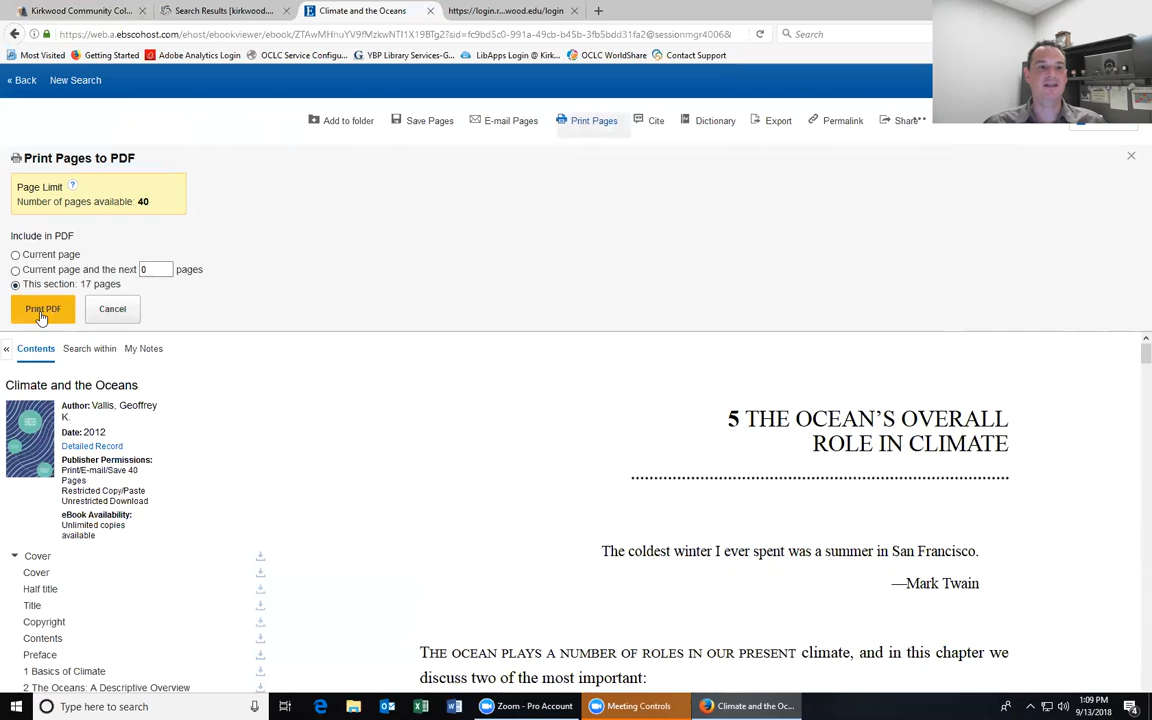 Kirkwood Community Col...
Search Results [kirkwood....
Climate and the Oceans
https://login.r...wood.edu/login
https://web.a.ebscohost.com/ehost/ebookviewer/ebook/
Search
Most Visited
Getting Started
Adobe Analytics Login
OCLC Service Configu...
YBP Library Services-G...
LibApps Login @ Kirk...
OCLC WorldShare
Contact Support
« Back
New Search
Add to folder
Save Pages
E-mail Pages
Print Pages
Cite
Dictionary
Export
Permalink
Share
Print Pages to PDF
Page Limit ?
Number of pages available: 40
Include in PDF
Current page
Current page and the next 0 pages
This section: 17 pages
Print PDF
Cancel
« Contents
Search within
My Notes
Climate and the Oceans
Author: Vallis, Geoffrey
K.
Date: 2012
Detailed Record
Publisher Permissions:
Print/E-mail/Save 40
Pages
Restricted Copy/Paste
Unrestricted Download
eBook Availability:
Unlimited copies
available
Cover
Cover
Half title
Title
Copyright
Contents
Preface
1 Basics of Climate
2 The Oceans: A Descriptive Overview
5 THE OCEAN'S OVERALL
ROLE IN CLIMATE
The coldest winter I ever spent was a summer in San Francisco.
—Mark Twain
THE OCEAN PLAYS A NUMBER OF ROLES IN OUR PRESENT climate, and in this chapter we
discuss two of the most important:
Type here to search
Zoom - Pro Account
Meeting Controls
Climate and the Oc...
1:09 PM
9/13/2018
4